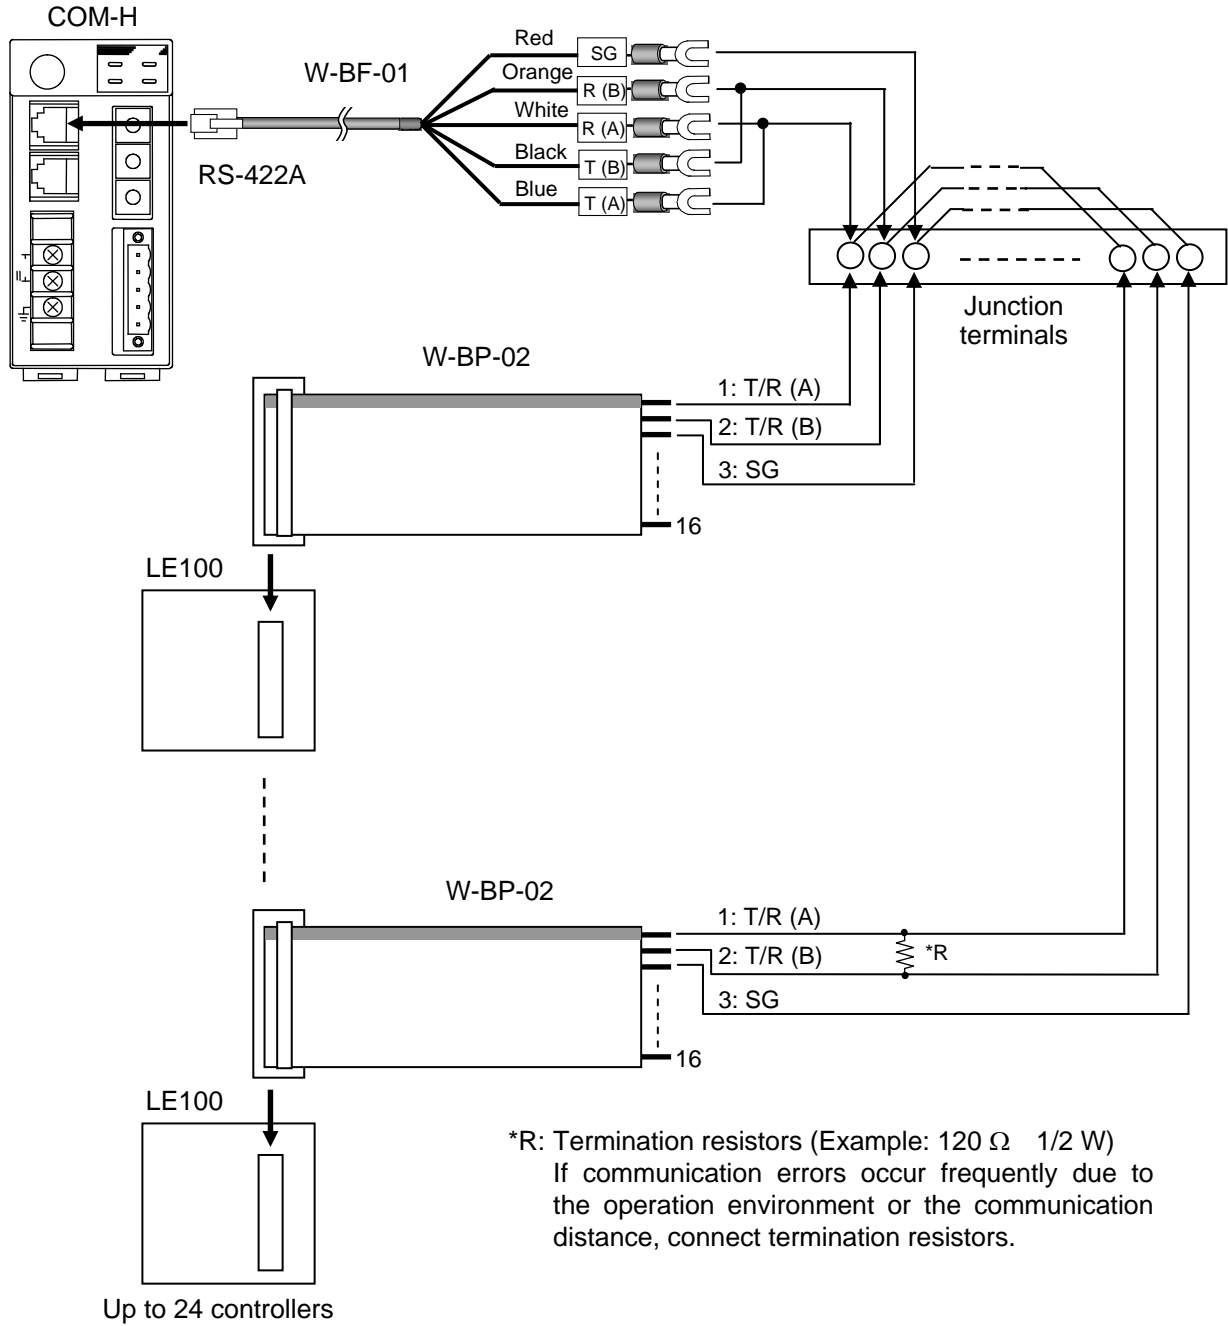 COM-H
W-BF-01
RS-422A
Red
SG
Orange
R (B)
White
R (A)
Black
T (B)
Blue
T (A)
Junction
terminals
W-BP-02
1: T/R (A)
2: T/R (B)
3: SG
16
LE100
W-BP-02
1: T/R (A)
2: T/R (B)
*R
3: SG
16
LE100
*R: Termination resistors (Example: 120 Ω 1/2 W)
If communication errors occur frequently due to
the operation environment or the communication
distance, connect termination resistors.
Up to 24 controllers